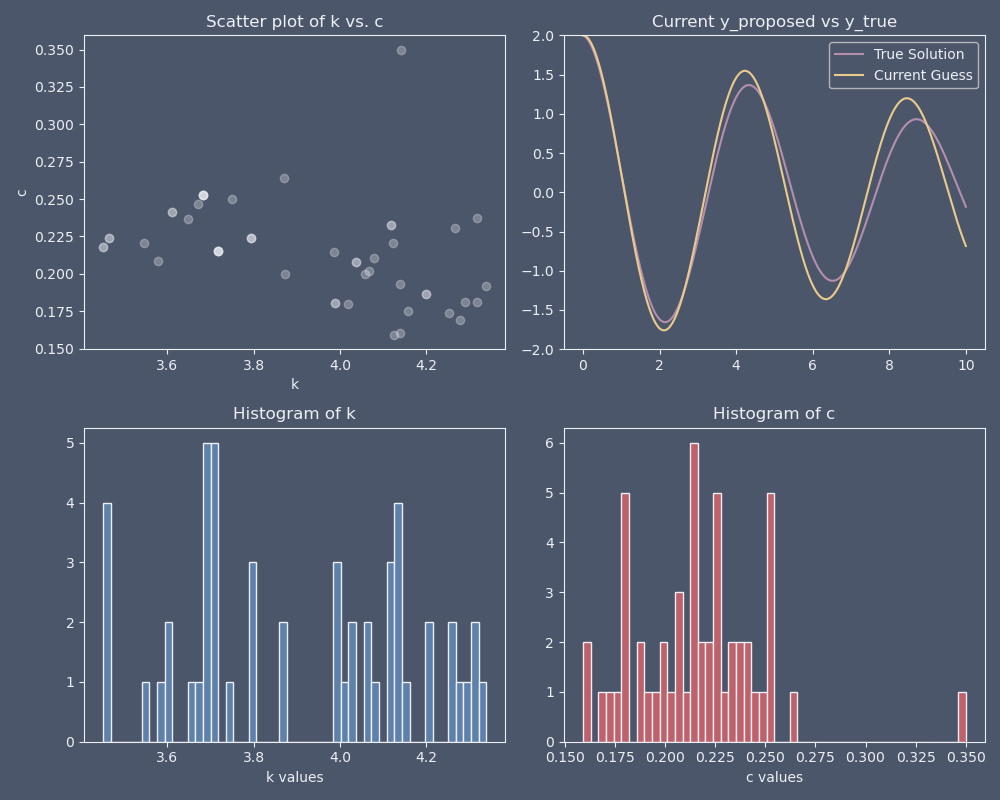 Scatter plot of k vs. c
0.350
0.325
0.300
0.275
0.250
0.225
0.200
0.175
0.150
c
3.6 3.8 4.0 4.2
k
Current y_proposed vs y_true
2.0
1.5
1.0
0.5
0.0
−0.5
−1.0
−1.5
−2.0
True Solution
Current Guess
0 2 4 6 8 10
Histogram of k
5
4
3
2
1
0
3.6 3.8 4.0 4.2
k values
Histogram of c
6
5
4
3
2
1
0
0.150 0.175 0.200 0.225 0.250 0.275 0.300 0.325 0.350
c values